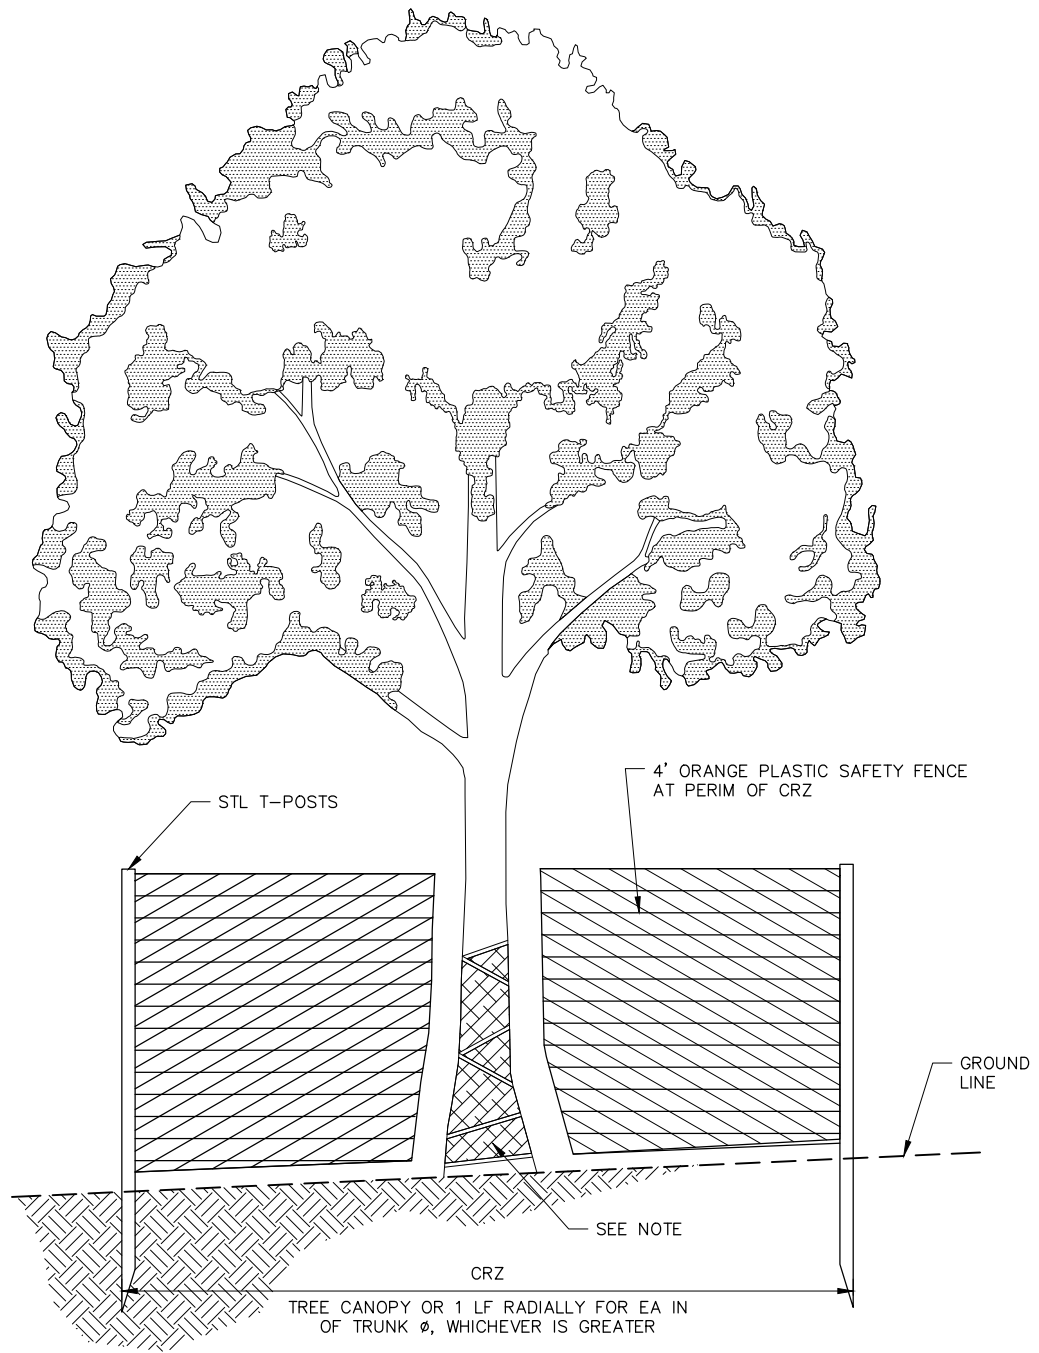 4' ORANGE PLASTIC SAFETY FENCE
AT PERIM OF CRZ
STL T-POSTS
GROUND
LINE
SEE NOTE
CRZ
TREE CANOPY OR 1 LF RADIALLY FOR EA IN
OF TRUNK ø, WHICHEVER IS GREATER